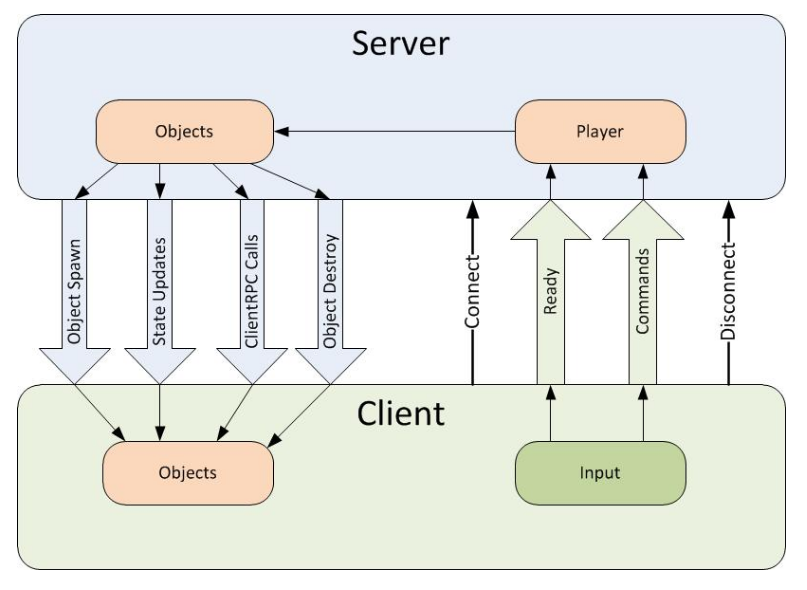 Server
Objects
Player
Object Spawn
State Updates
ClientRPC Calls
Object Destroy
Connect
Ready
Commands
Disconnect
Client
Objects
Input